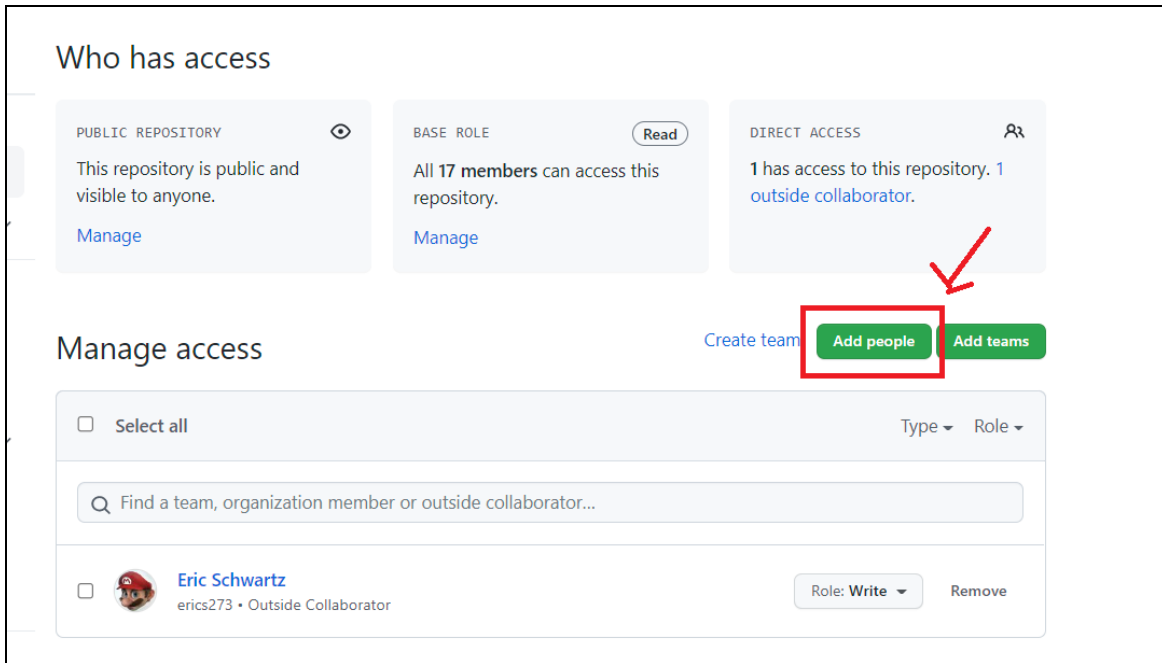 Who has access
PUBLIC REPOSITORY
This repository is public and
visible to anyone.
Manage
BASE ROLE
Read
All 17 members can access this
repository.
Manage
DIRECT ACCESS
1 has access to this repository. 1
outside collaborator.
Manage access
Create team
Add people
Add teams
Select all
Type
Role
Find a team, organization member or outside collaborator...
Eric Schwartz
erics273 • Outside Collaborator
Role: Write
Remove